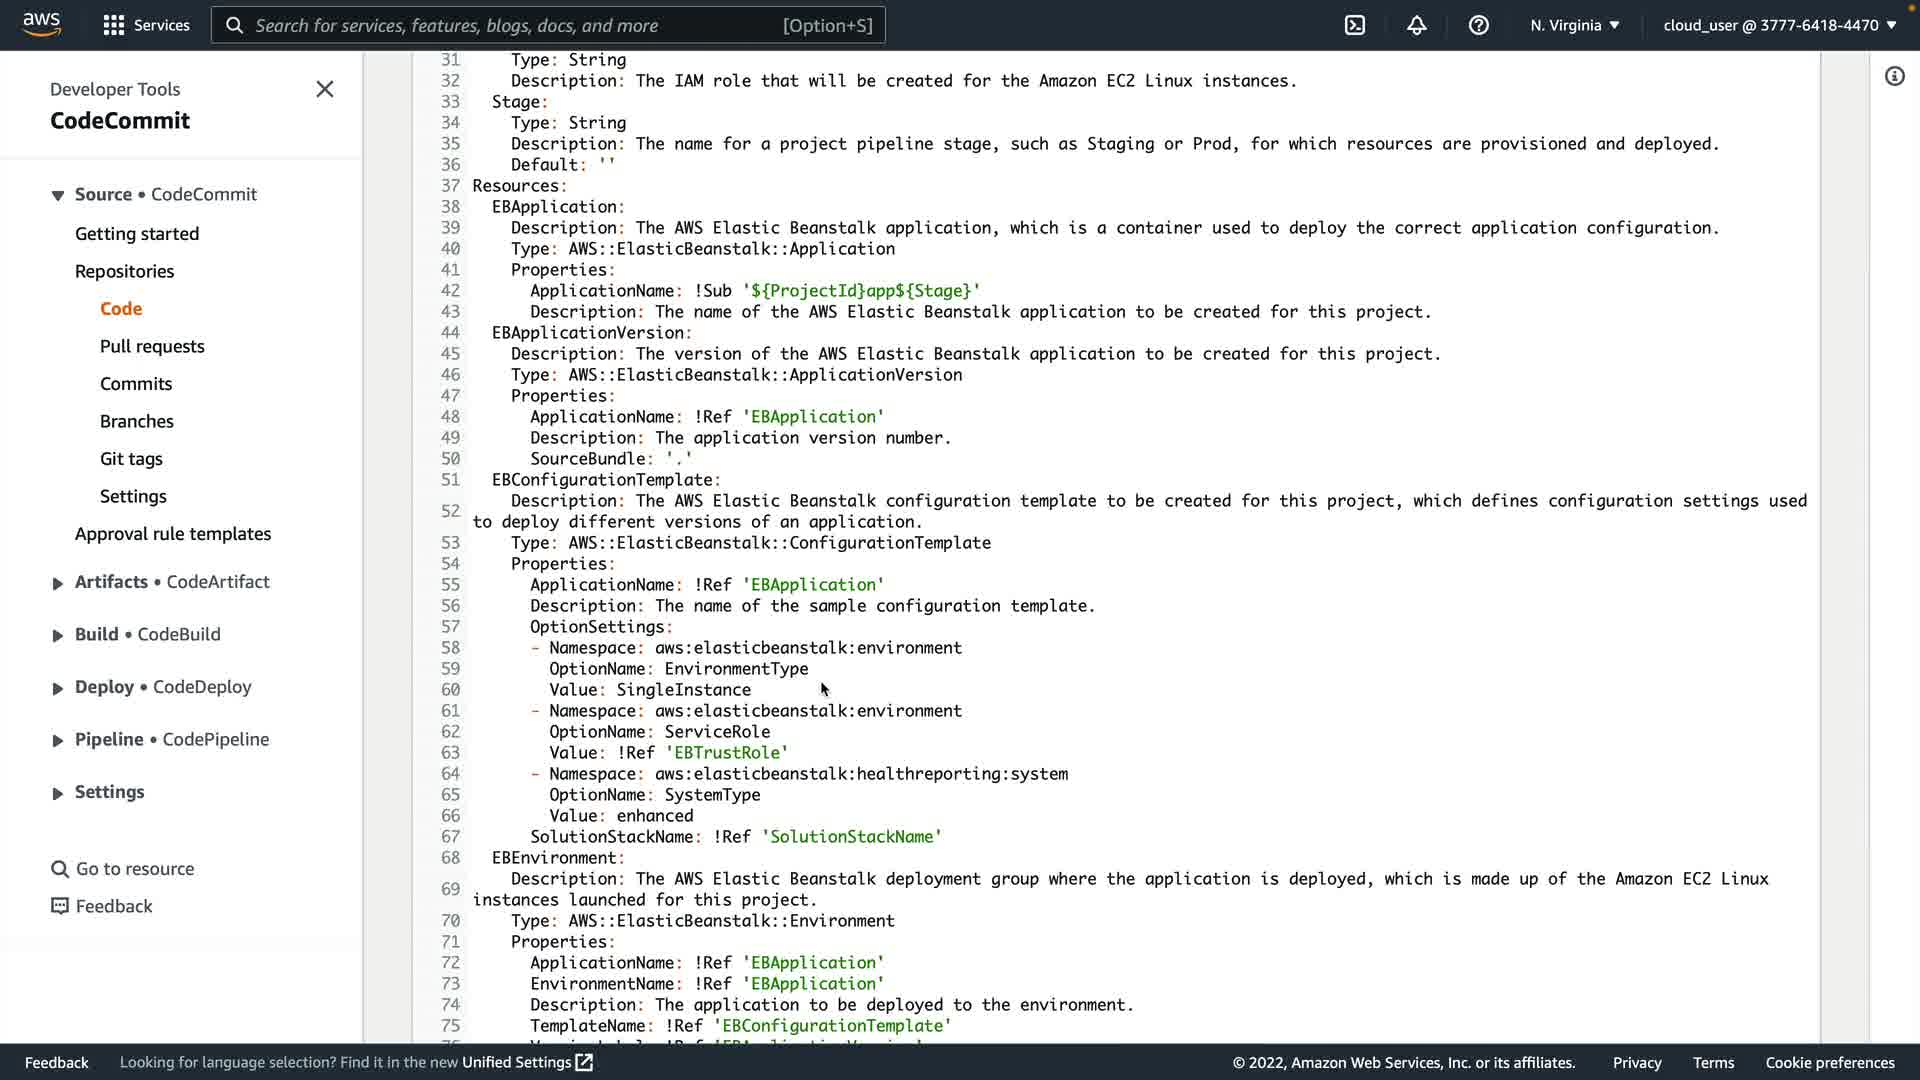 aws
Services
Search for services, features, blogs, docs, and more
[Option+S]
N. Virginia
cloud_user @ 3777-6418-4470
Developer Tools
CodeCommit
Source • CodeCommit
Getting started
Repositories
Code
Pull requests
Commits
Branches
Git tags
Settings
Approval rule templates
Artifacts • CodeArtifact
Build • CodeBuild
Deploy • CodeDeploy
Pipeline • CodePipeline
Settings
Go to resource
Feedback
31 Type: String
32 Description: The IAM role that will be created for the Amazon EC2 Linux instances.
33 Stage:
34 Type: String
35 Description: The name for a project pipeline stage, such as Staging or Prod, for which resources are provisioned and deployed.
36 Default: ''
37 Resources:
38 EBApplication:
39 Description: The AWS Elastic Beanstalk application, which is a container used to deploy the correct application configuration.
40 Type: AWS::ElasticBeanstalk::Application
41 Properties:
42 ApplicationName: !Sub '${ProjectId}app${Stage}'
43 Description: The name of the AWS Elastic Beanstalk application to be created for this project.
44 EBApplicationVersion:
45 Description: The version of the AWS Elastic Beanstalk application to be created for this project.
46 Type: AWS::ElasticBeanstalk::ApplicationVersion
47 Properties:
48 ApplicationName: !Ref 'EBApplication'
49 Description: The application version number.
50 SourceBundle: '.'
51 EBConfigurationTemplate:
52 Description: The AWS Elastic Beanstalk configuration template to be created for this project, which defines configuration settings used
to deploy different versions of an application.
53 Type: AWS::ElasticBeanstalk::ConfigurationTemplate
54 Properties:
55 ApplicationName: !Ref 'EBApplication'
56 Description: The name of the sample configuration template.
57 OptionSettings:
58 - Namespace: aws:elasticbeanstalk:environment
59 OptionName: EnvironmentType
60 Value: SingleInstance
61 - Namespace: aws:elasticbeanstalk:environment
62 OptionName: ServiceRole
63 Value: !Ref 'EBTrustRole'
64 - Namespace: aws:elasticbeanstalk:healthreporting:system
65 OptionName: SystemType
66 Value: enhanced
67 SolutionStackName: !Ref 'SolutionStackName'
68 EBEnvironment:
69 Description: The AWS Elastic Beanstalk deployment group where the application is deployed, which is made up of the Amazon EC2 Linux
instances launched for this project.
70 Type: AWS::ElasticBeanstalk::Environment
71 Properties:
72 ApplicationName: !Ref 'EBApplication'
73 EnvironmentName: !Ref 'EBApplication'
74 Description: The application to be deployed to the environment.
75 TemplateName: !Ref 'EBConfigurationTemplate'
Feedback
Looking for language selection? Find it in the new Unified Settings
© 2022, Amazon Web Services, Inc. or its affiliates.
Privacy
Terms
Cookie preferences